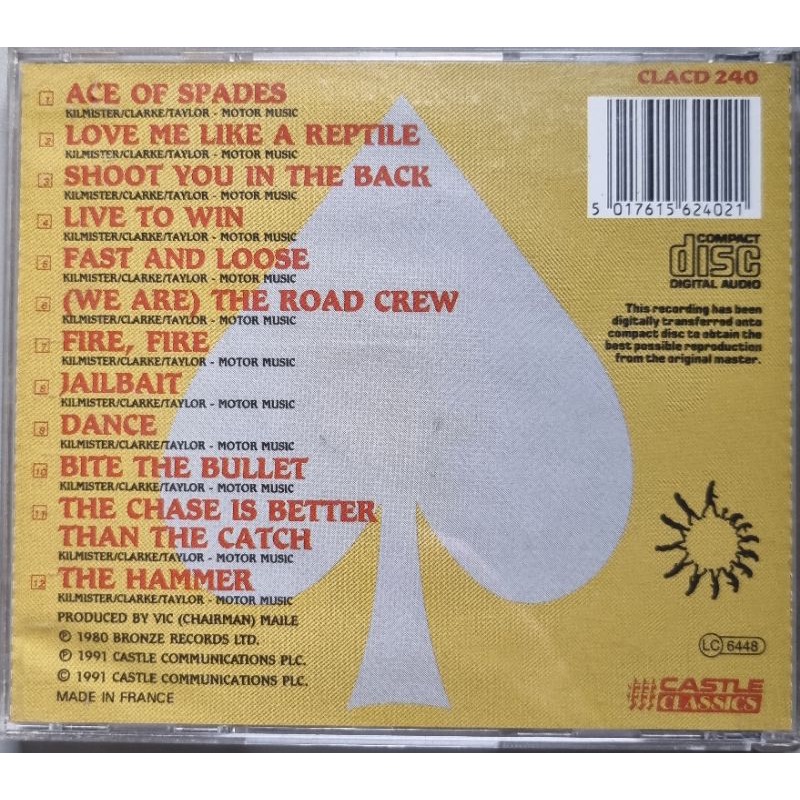 CLACD 240
1 ACE OF SPADES
KILMISTER/CLARKE/TAYLOR - MOTOR MUSIC
2 LOVE ME LIKE A REPTILE
KILMISTER/CLARKE/TAYLOR - MOTOR MUSIC
3 SHOOT YOU IN THE BACK
KILMISTER/CLARKE/TAYLOR - MOTOR MUSIC
4 LIVE TO WIN
KILMISTER/CLARKE/TAYLOR - MOTOR MUSIC
5 FAST AND LOOSE
KILMISTER/CLARKE/TAYLOR - MOTOR MUSIC
6 (WE ARE) THE ROAD CREW
KILMISTER/CLARKE/TAYLOR - MOTOR MUSIC
7 FIRE, FIRE
KILMISTER/CLARKE/TAYLOR - MOTOR MUSIC
8 JAILBAIT
KILMISTER/CLARKE/TAYLOR - MOTOR MUSIC
9 DANCE
KILMISTER/CLARKE/TAYLOR - MOTOR MUSIC
10 BITE THE BULLET
KILMISTER/CLARKE/TAYLOR - MOTOR MUSIC
11 THE CHASE IS BETTER
THAN THE CATCH
KILMISTER/CLARKE/TAYLOR - MOTOR MUSIC
12 THE HAMMER
KILMISTER/CLARKE/TAYLOR - MOTOR MUSIC
PRODUCED BY VIC (CHAIRMAN) MAILE
℗ 1980 BRONZE RECORDS LTD.
℗ 1991 CASTLE COMMUNICATIONS PLC.
© 1991 CASTLE COMMUNICATIONS PLC.
MADE IN FRANCE
5 017615 624021
COMPACT
disc
DIGITAL AUDIO
This recording has been
digitally transferred onto
compact disc to obtain the
best possible reproduction
from the original master.
LC 6448
CASTLE
CLASSICS